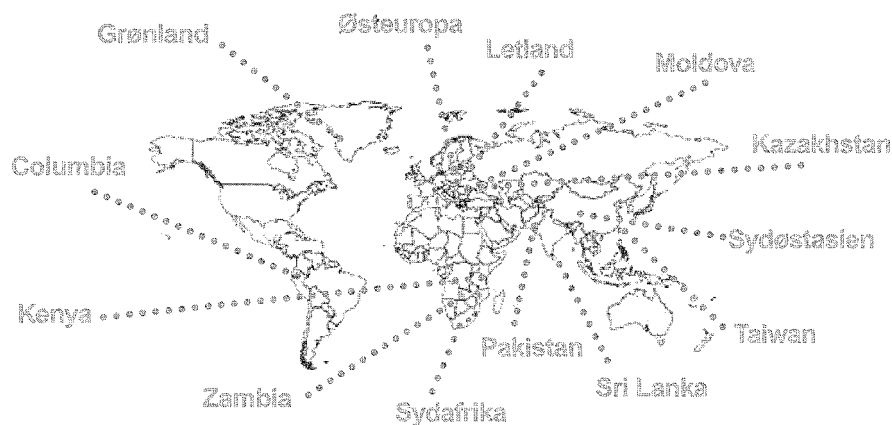 Østeuropa
Grønland
Letland
Moldova
Kazakhstan
Columbia
Sydøstasien
Kenya
Taiwan
Pakistan
Sri Lanka
Zambia
Sydafrika